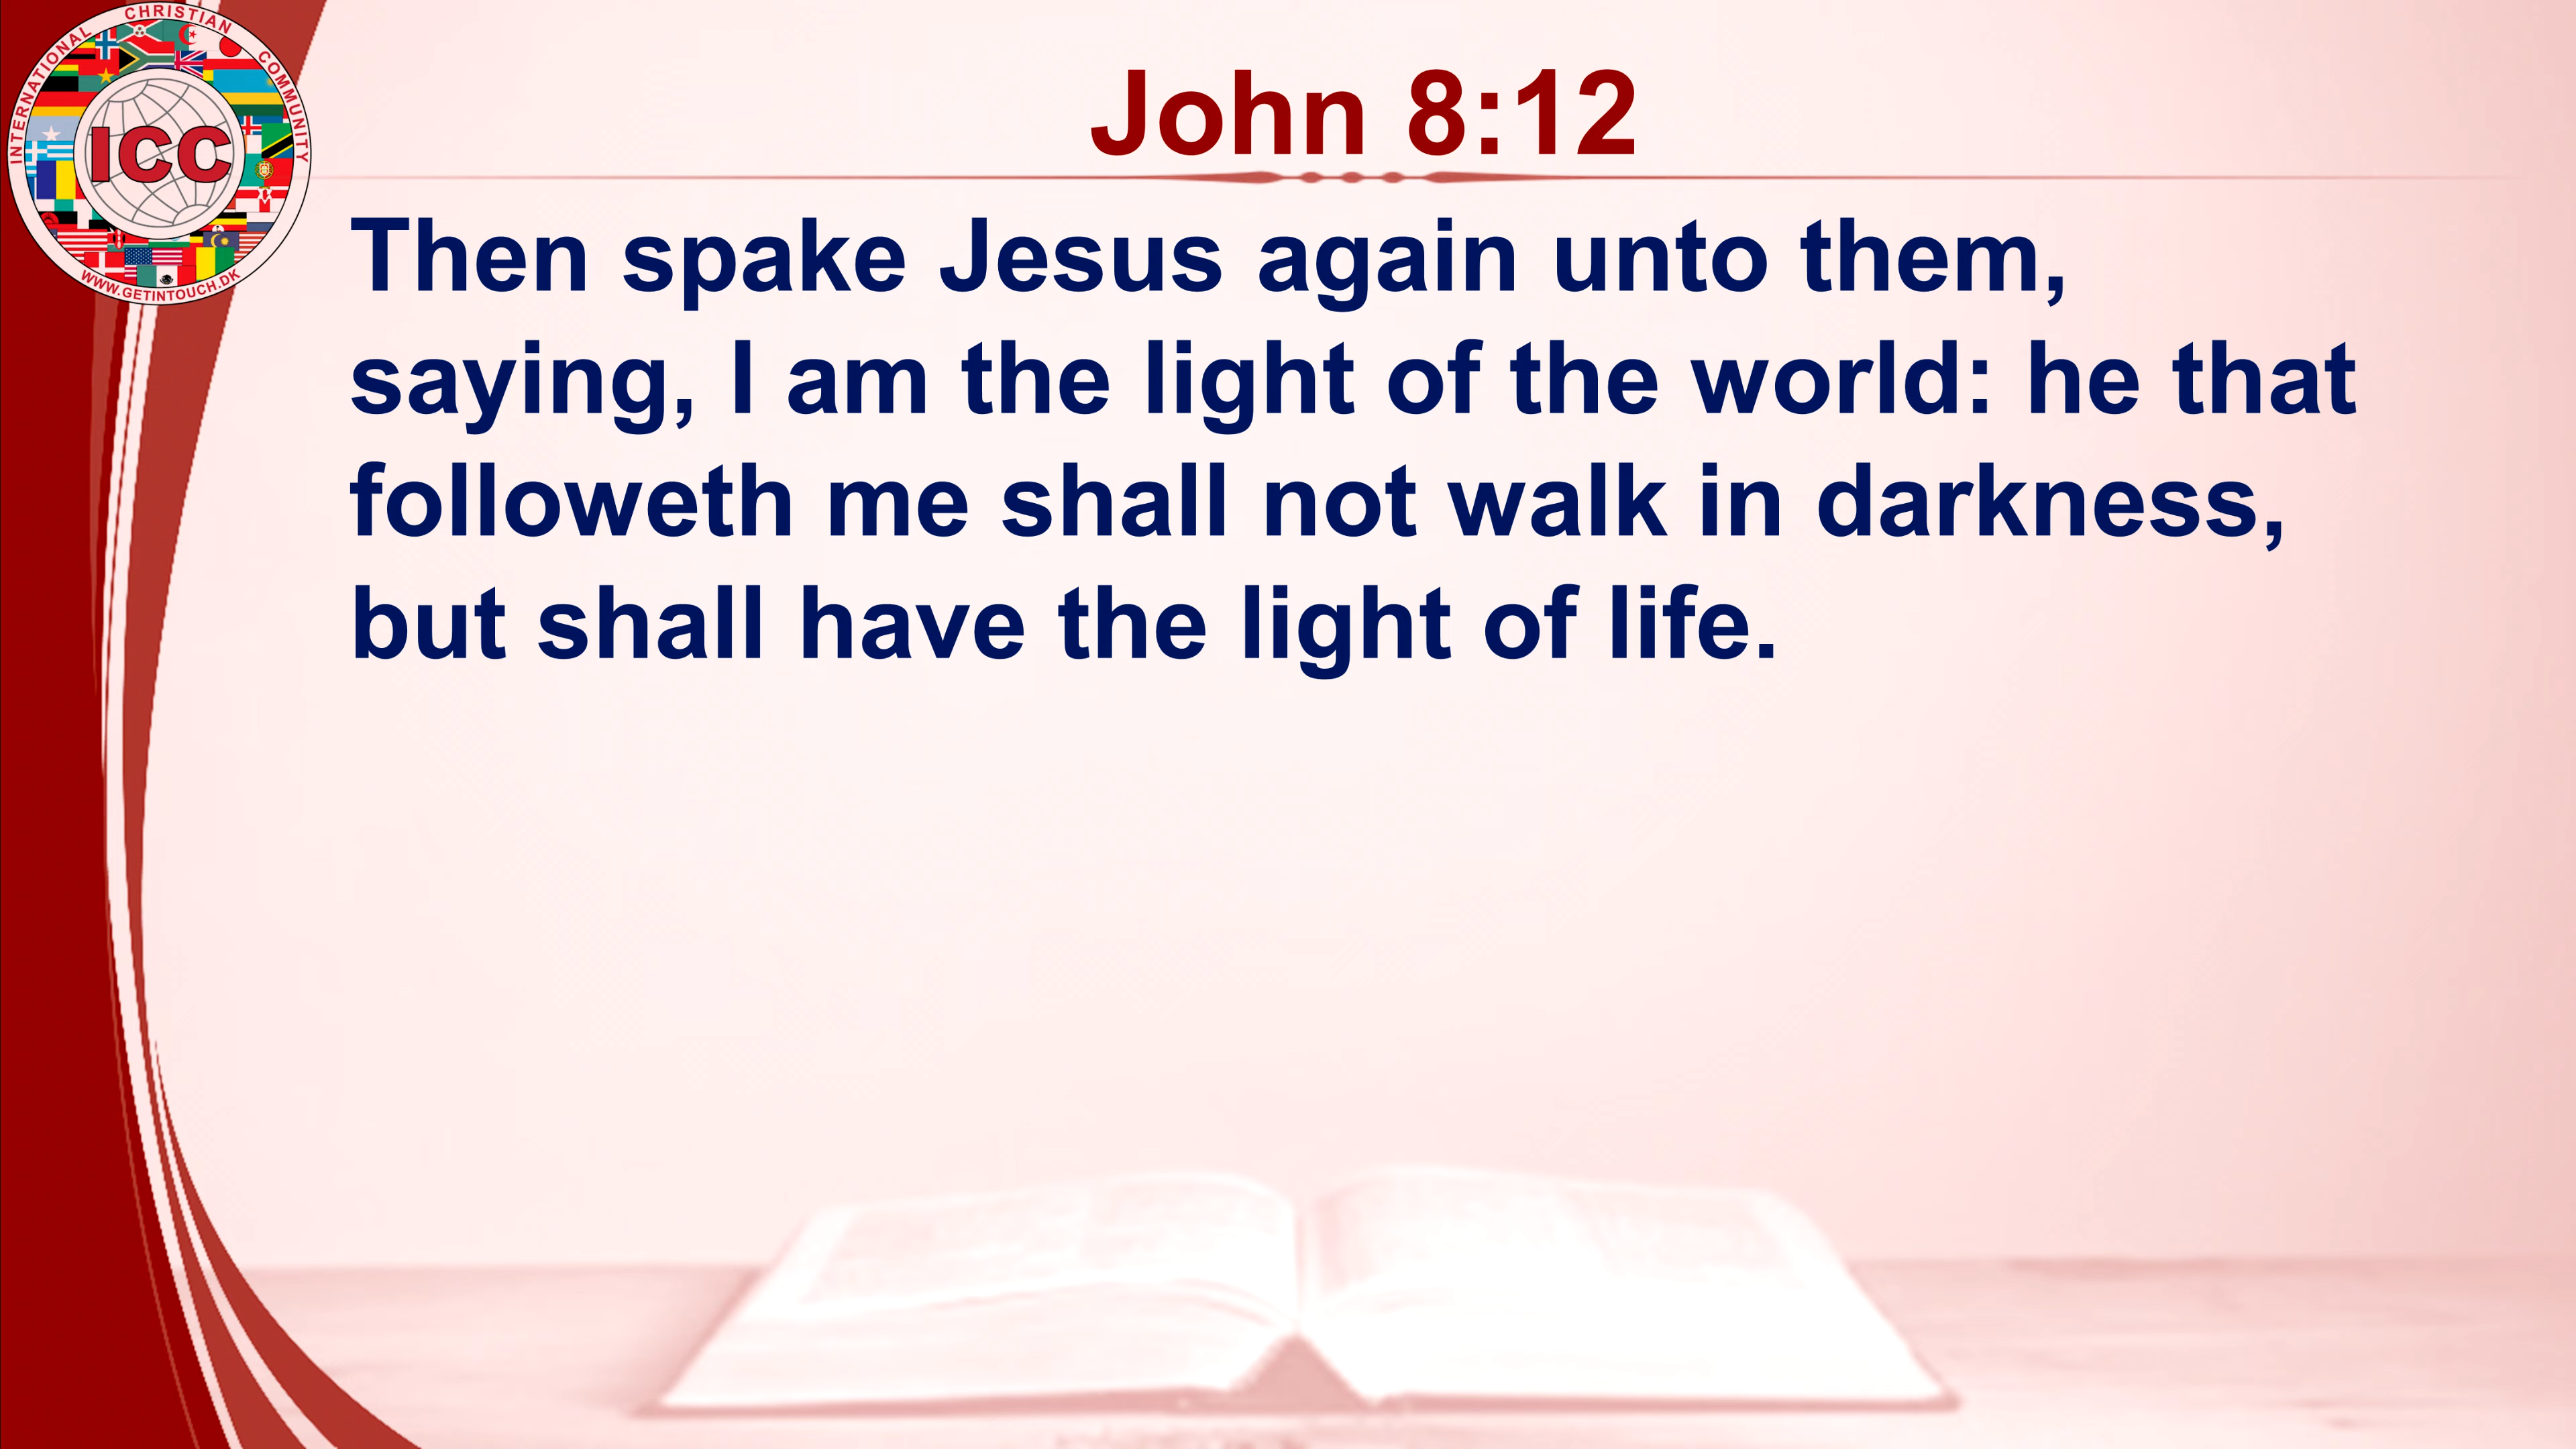 INTERNATIONAL CHRISTIAN COMMUNITY
ICC
WWW.GETINTOUCH.DK
John 8:12
Then spake Jesus again unto them,
saying, I am the light of the world: he that
followeth me shall not walk in darkness,
but shall have the light of life.